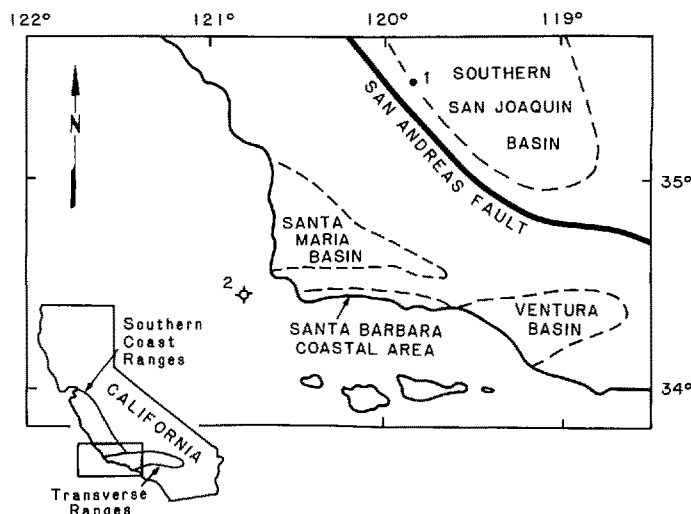 122°
121°
120°
119°
1
SOUTHERN
SAN JOAQUIN
BASIN
N
SAN ANDREAS FAULT
35°
SANTA
MARIA
BASIN
2
VENTURA
BASIN
SANTA BARBARA
COASTAL AREA
34°
Southern
Coast
Ranges
CALIFORNIA
Transverse
Ranges